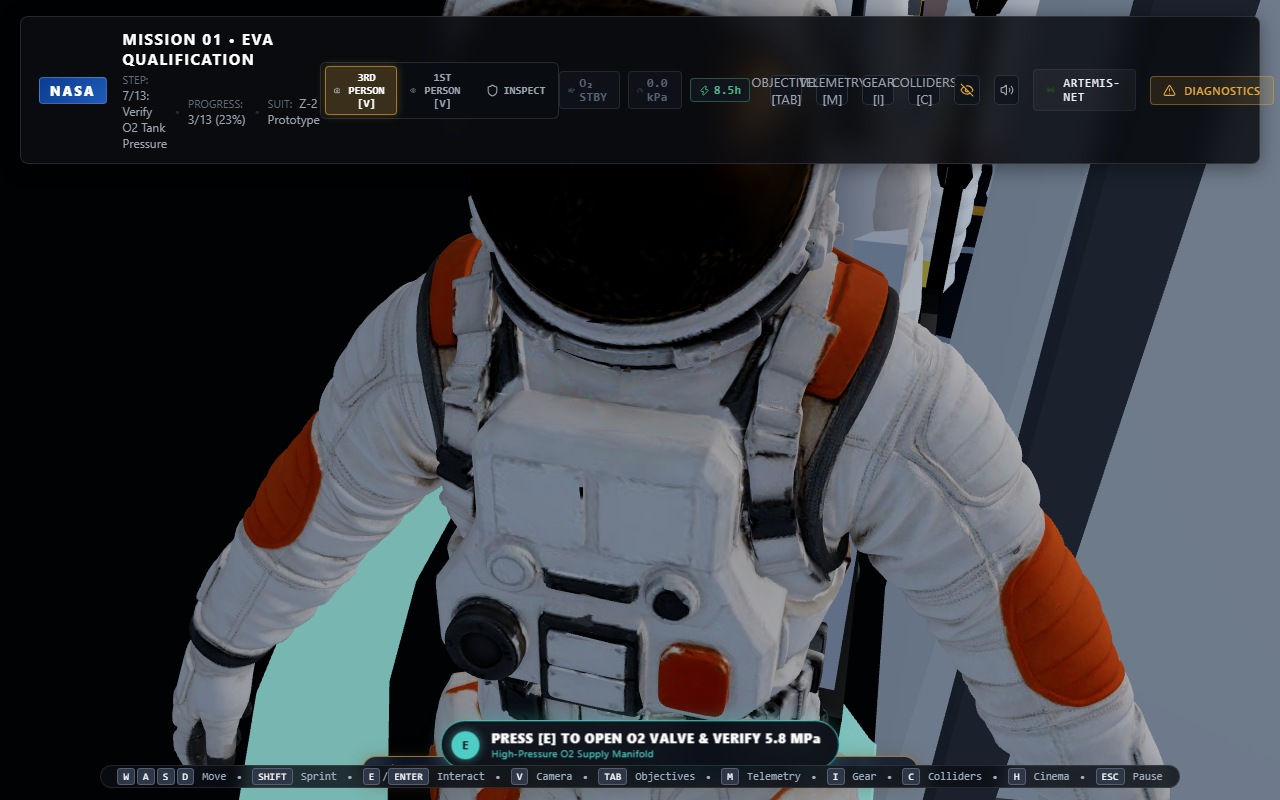 MISSION 01 • EVA
QUALIFICATION
NASA
STEP:
7/13:
Verify
O2 Tank
Pressure
PROGRESS:
3/13 (23%)
SUIT: Z-2
Prototype
3RD
PERSON
[V]
1ST
PERSON
[V]
INSPECT
O₂
STBY
0.0
kPa
8.5h
OBJECTIVE
[TAB]
TELEMETRY
[M]
GEAR
[I]
COLLIDERS
[C]
ARTEMIS-
NET
DIAGNOSTICS
E
PRESS [E] TO OPEN O2 VALVE & VERIFY 5.8 MPa
High-Pressure O2 Supply Manifold
W A S D Move • SHIFT Sprint • E / ENTER Interact • V Camera • TAB Objectives • M Telemetry • I Gear • C Colliders • H Cinema • ESC Pause